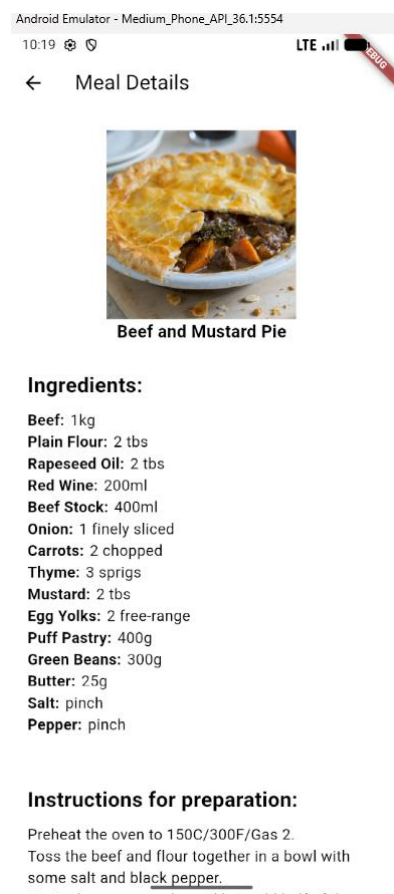 Android Emulator - Medium_Phone_API_36.1:5554
10:19 LTE
DEBUG
Meal Details
Beef and Mustard Pie
Ingredients:
Beef: 1kg
Plain Flour: 2 tbs
Rapeseed Oil: 2 tbs
Red Wine: 200ml
Beef Stock: 400ml
Onion: 1 finely sliced
Carrots: 2 chopped
Thyme: 3 sprigs
Mustard: 2 tbs
Egg Yolks: 2 free-range
Puff Pastry: 400g
Green Beans: 300g
Butter: 25g
Salt: pinch
Pepper: pinch
Instructions for preparation:
Preheat the oven to 150C/300F/Gas 2.
Toss the beef and flour together in a bowl with
some salt and black pepper.